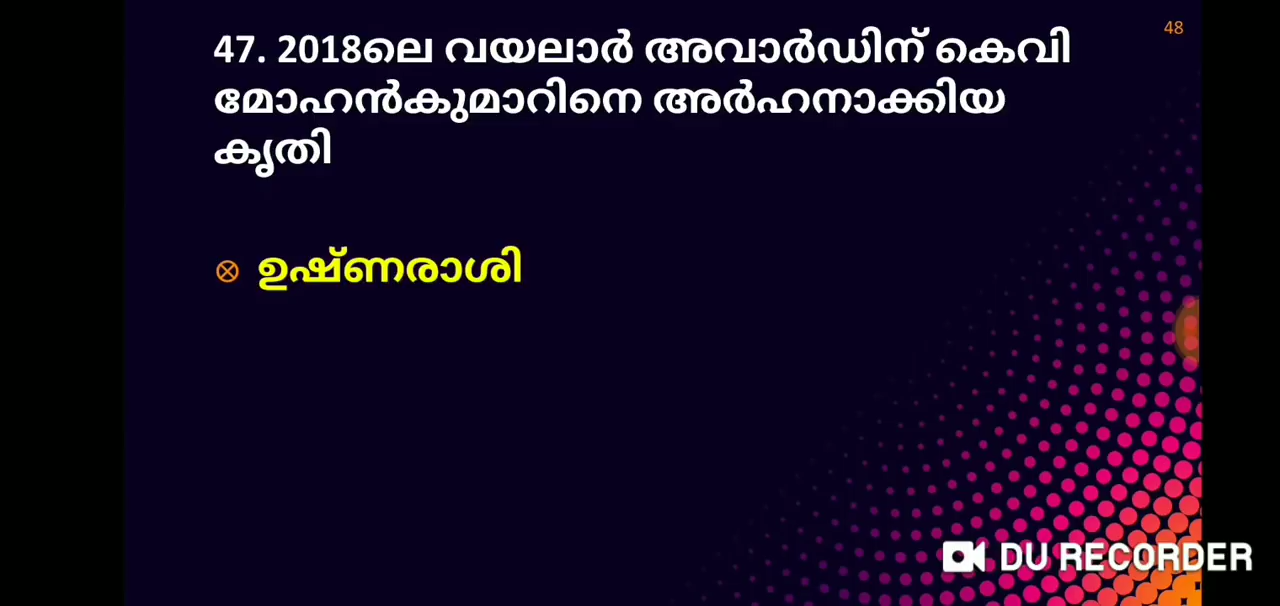 48
47. 2018ലെ വയലാർ അവാർഡിന് കെവി
മോഹൻകുമാറിനെ അർഹനാക്കിയ
കൃതി
ഉഷ്ണരാശി
DU RECORDER